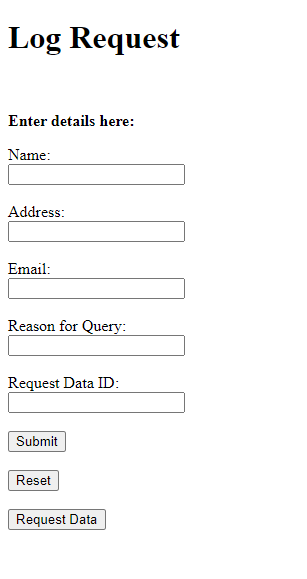 Log Request
Enter details here:
Name:
Address:
Email:
Reason for Query:
Request Data ID:
Submit
Reset
Request Data